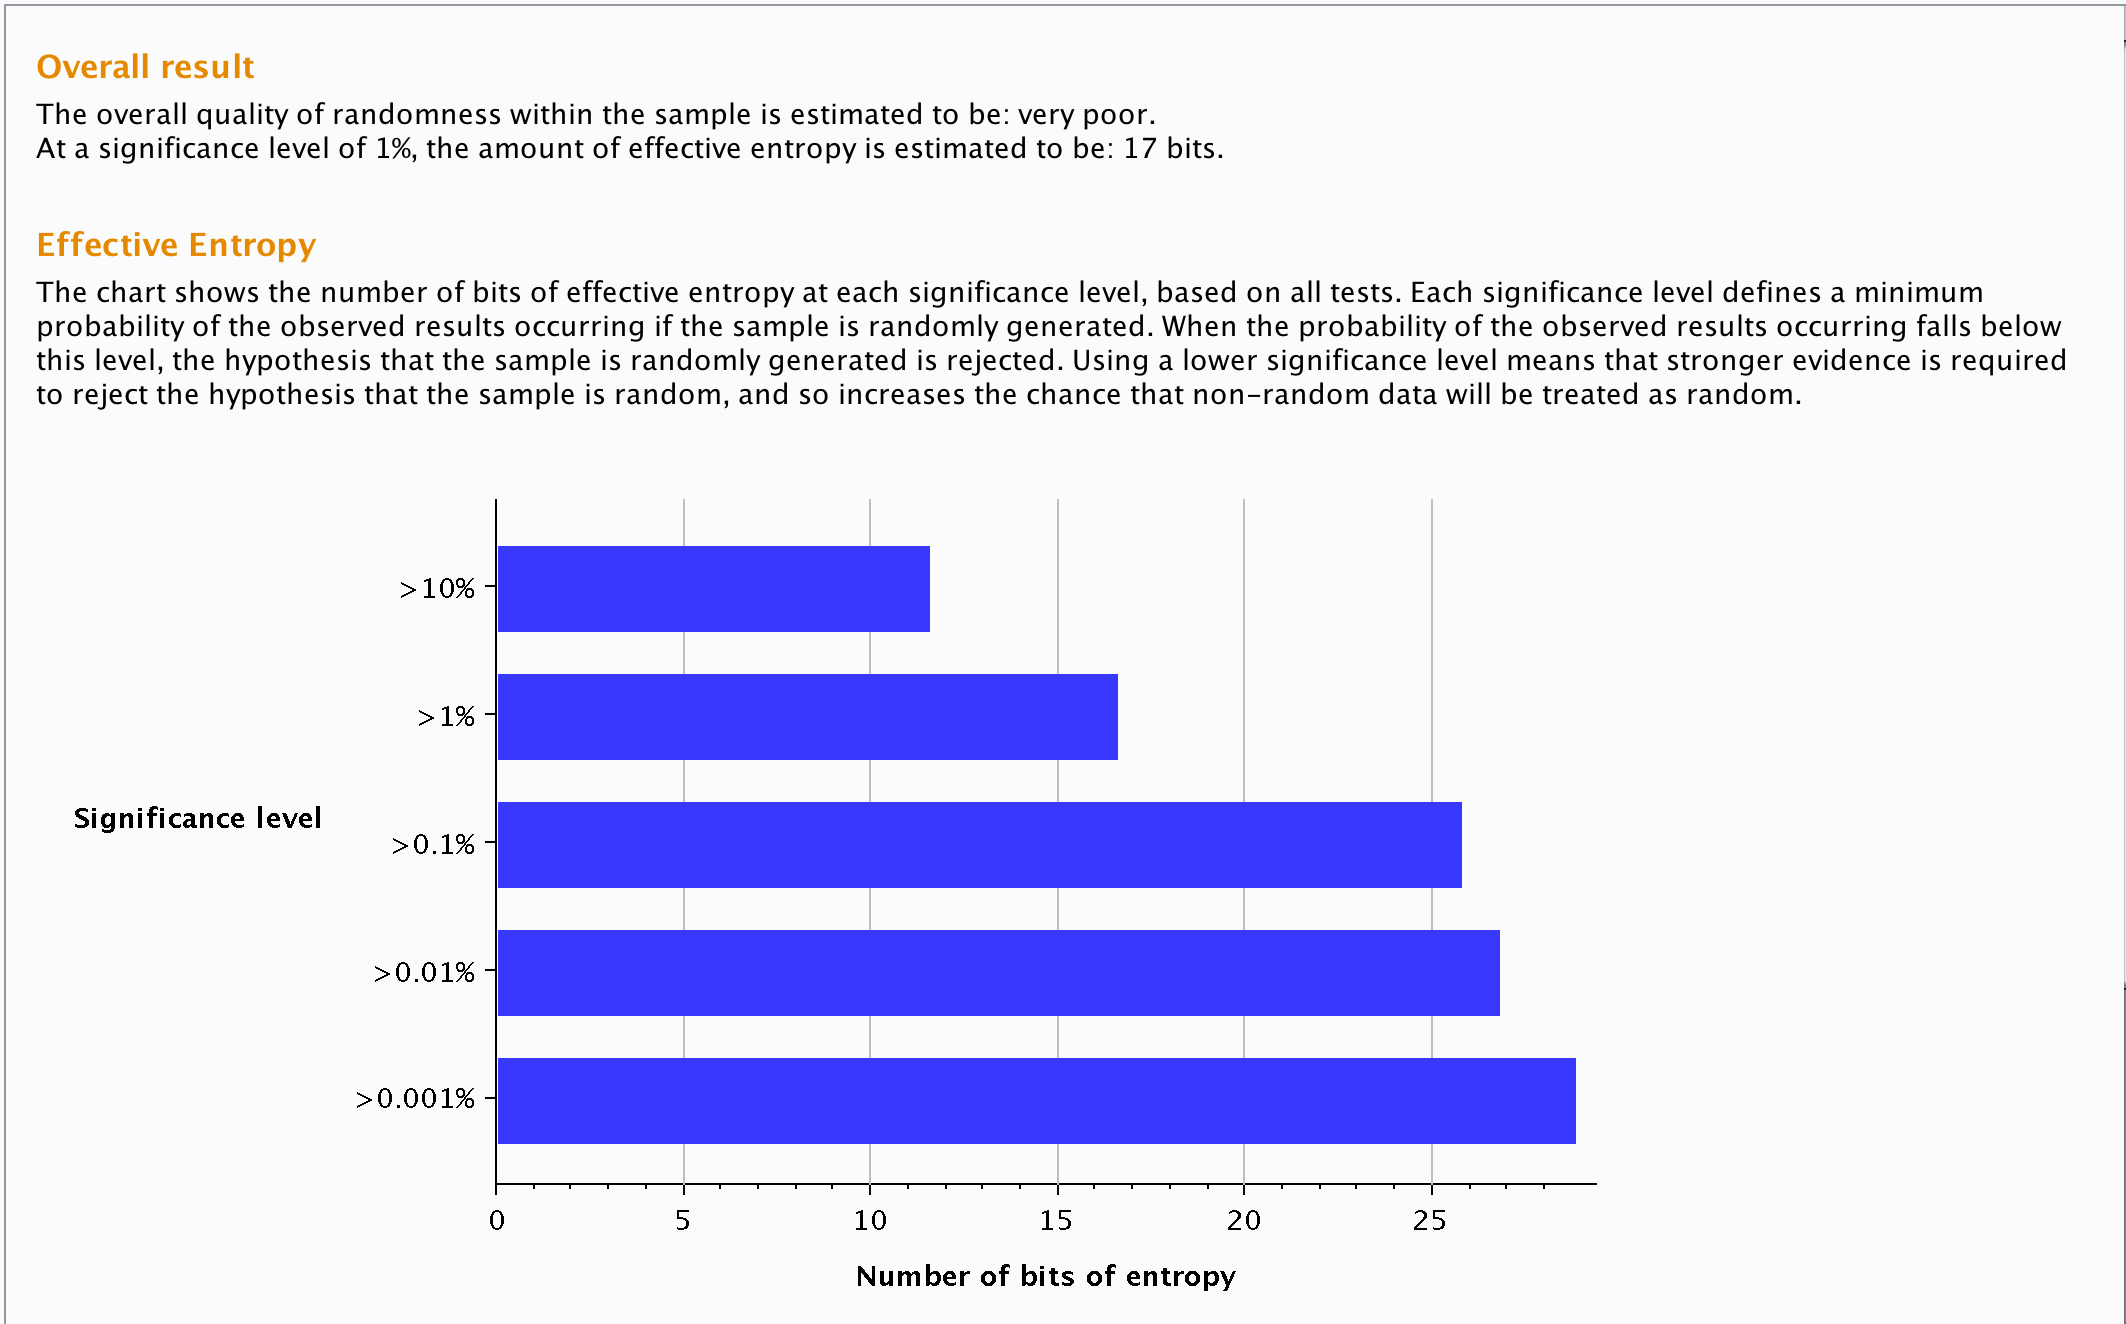 Overall result
The overall quality of randomness within the sample is estimated to be: very poor.
At a significance level of 1%, the amount of effective entropy is estimated to be: 17 bits.
Effective Entropy
The chart shows the number of bits of effective entropy at each significance level, based on all tests. Each significance level defines a minimum
probability of the observed results occurring if the sample is randomly generated. When the probability of the observed results occurring falls below
this level, the hypothesis that the sample is randomly generated is rejected. Using a lower significance level means that stronger evidence is required
to reject the hypothesis that the sample is random, and so increases the chance that non-random data will be treated as random.
>10%
>1%
Significance level
>0.1%
>0.01%
>0.001%
0 5 10 15 20 25
Number of bits of entropy